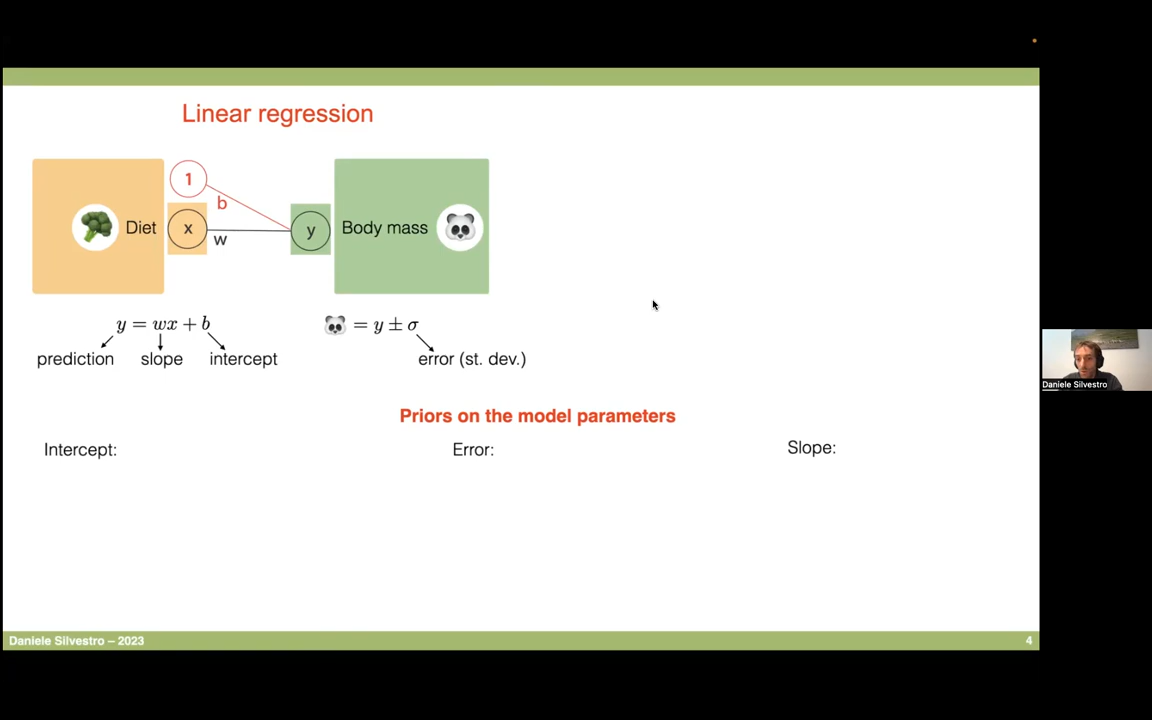 Linear regression
1
b
Diet
x
w
y
Body mass
y = wx + b
= y ± σ
prediction
slope
intercept
error (st. dev.)
Daniele Silvestro
Priors on the model parameters
Intercept:
Error:
Slope:
Daniele Silvestro – 2023
4